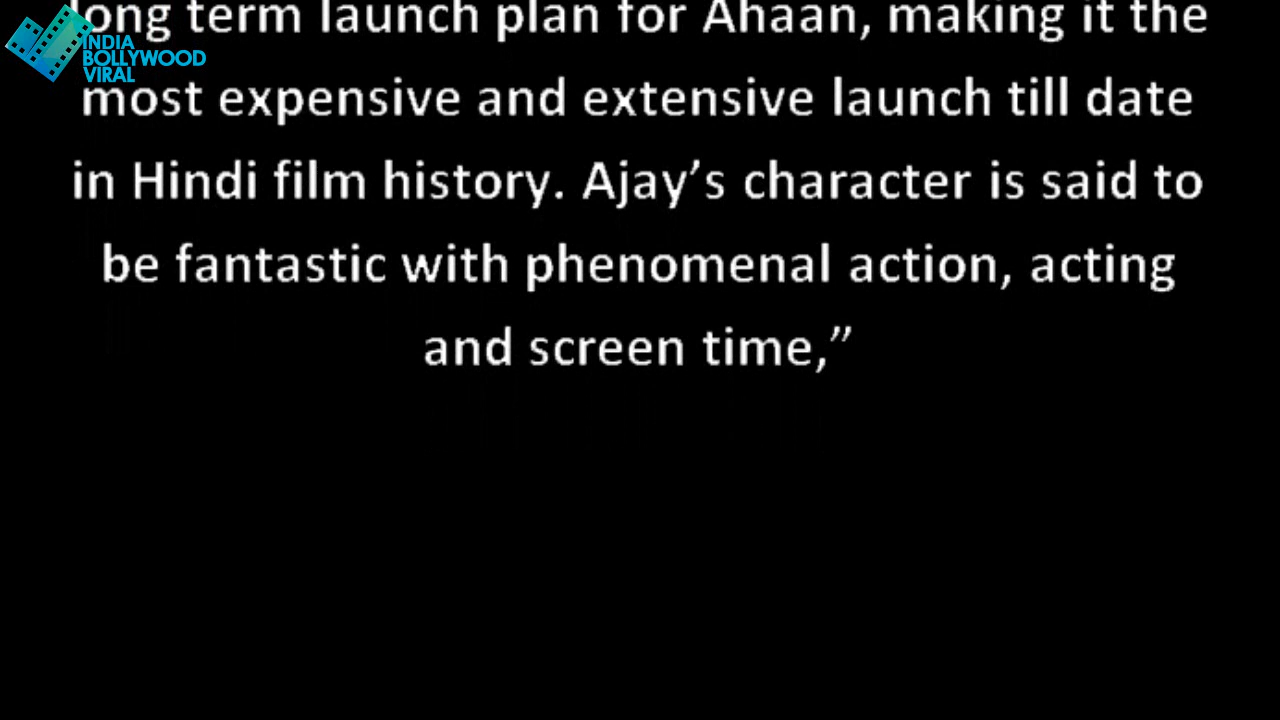 long term launch plan for Ahaan, making it the
INDIA
BOLLYWOOD
VIRAL
most expensive and extensive launch till date
in Hindi film history. Ajay’s character is said to
be fantastic with phenomenal action, acting
and screen time,”